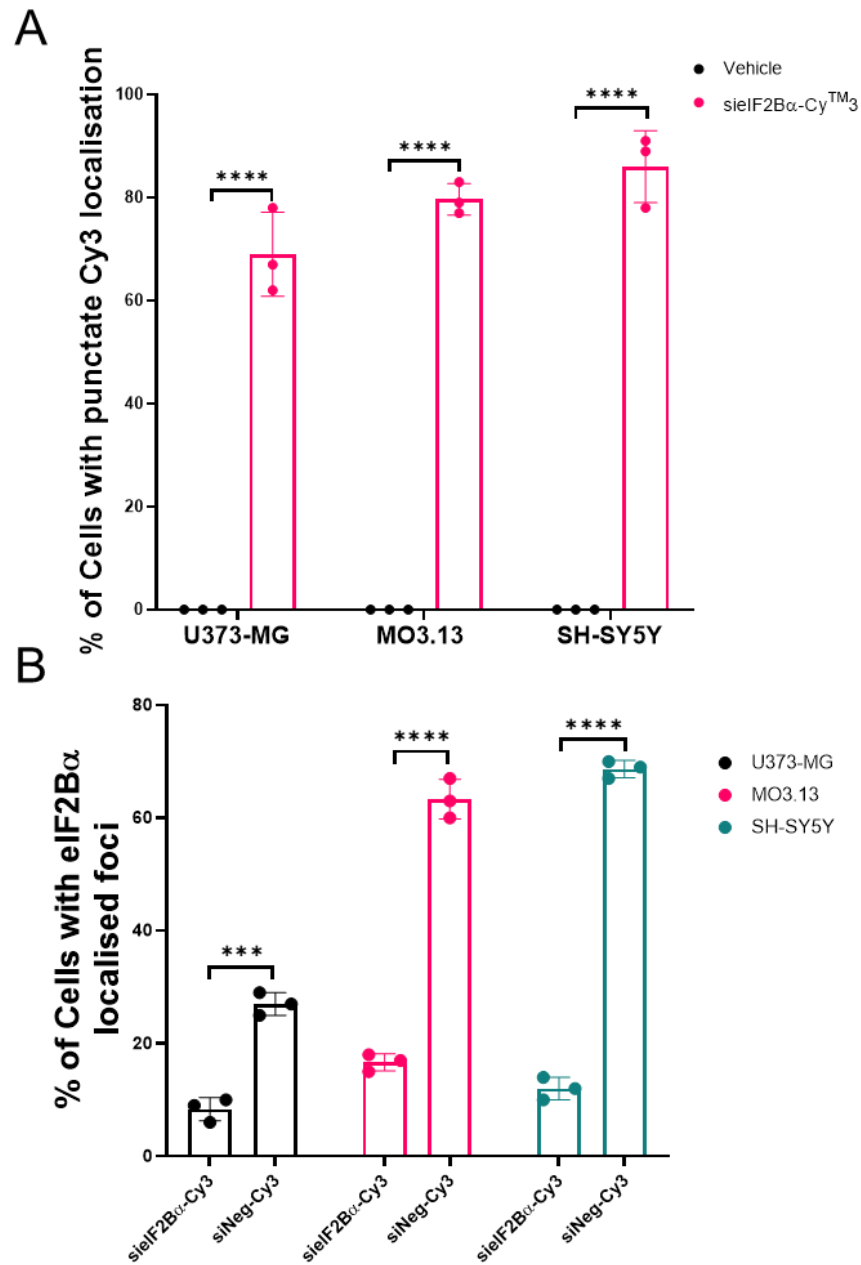 A
% of Cells with punctate Cy3 localisation
Vehicle
sieIF2Bα-Cy™3
100
80
60
40
20
0
****
****
****
U373-MG
MO3.13
SH-SY5Y
B
% of Cells with eIF2Bα
localised foci
80
60
40
20
0
***
****
****
U373-MG
MO3.13
SH-SY5Y
sieIF2Bα-Cy3
siNeg-Cy3
sieIF2Bα-Cy3
siNeg-Cy3
sieIF2Bα-Cy3
siNeg-Cy3